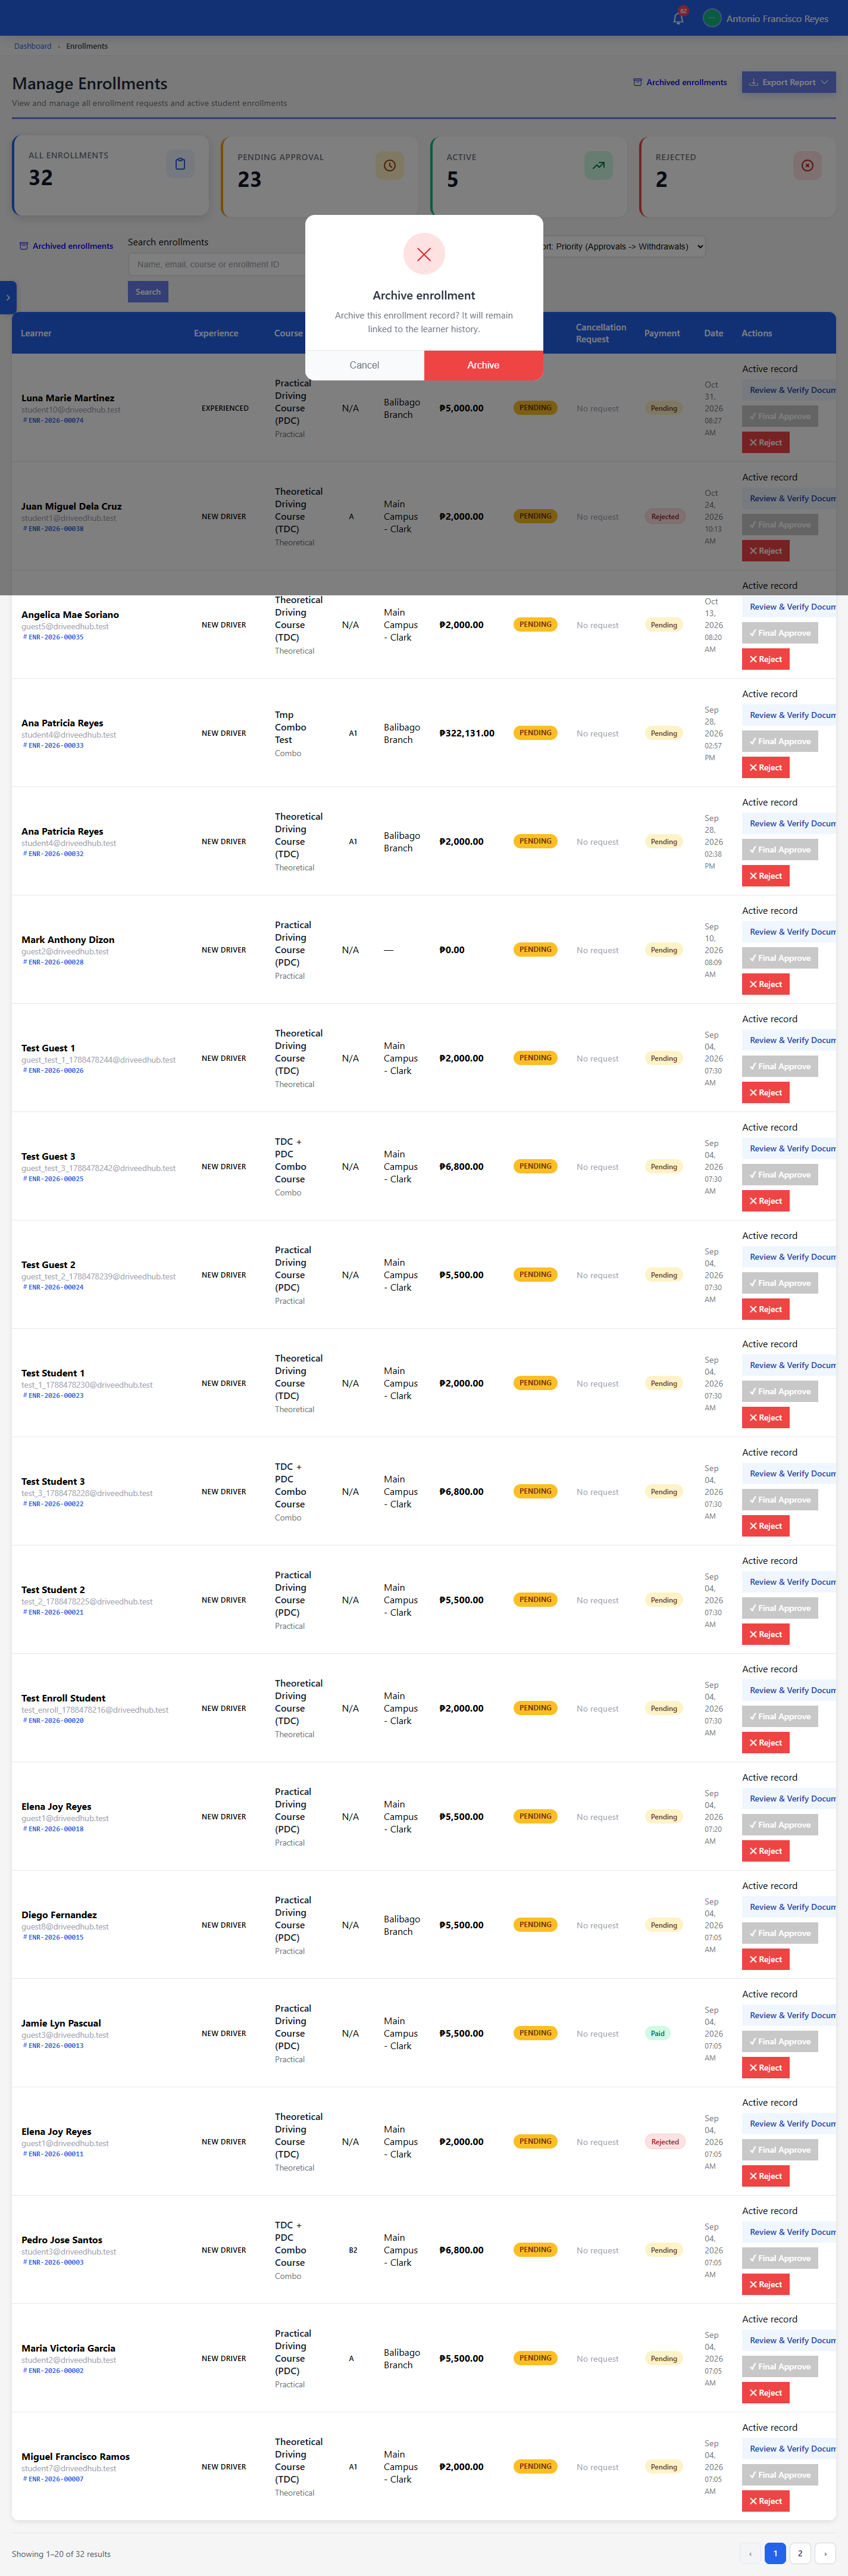 62
Antonio Francisco Reyes
Dashboard › Enrollments
Manage Enrollments
View and manage all enrollment requests and active student enrollments
Archived enrollments
Export Report
ALL ENROLLMENTS
32
PENDING APPROVAL
23
ACTIVE
5
REJECTED
2
Archived enrollments
Search enrollments
Name, email, course or enrollment ID
Search
ort: Priority (Approvals -> Withdrawals)
Archive enrollment
Archive this enrollment record? It will remain
linked to the learner history.
Cancel
Archive
Learner Experience Course Cancellation Request Payment Date Actions
Luna Marie Martinez
student10@driveedhub.test
# ENR-2026-00074
EXPERIENCED
Practical Driving Course (PDC)
Practical
N/A
Balibago Branch
₱5,000.00
PENDING
No request
Pending
Oct 31, 2026
08:27 AM
Active record
Review & Verify Docum
✓ Final Approve
✕ Reject
Juan Miguel Dela Cruz
student1@driveedhub.test
# ENR-2026-00038
NEW DRIVER
Theoretical Driving Course (TDC)
Theoretical
A
Main Campus - Clark
₱2,000.00
PENDING
No request
Rejected
Oct 24, 2026
10:13 AM
Active record
Review & Verify Docum
✓ Final Approve
✕ Reject
Angelica Mae Soriano
guest5@driveedhub.test
# ENR-2026-00035
NEW DRIVER
Theoretical Driving Course (TDC)
Theoretical
N/A
Main Campus - Clark
₱2,000.00
PENDING
No request
Pending
Oct 13, 2026
08:20 AM
Active record
Review & Verify Docum
✓ Final Approve
✕ Reject
Ana Patricia Reyes
student4@driveedhub.test
# ENR-2026-00033
NEW DRIVER
Tmp Combo Test
Combo
A1
Balibago Branch
₱322,131.00
PENDING
No request
Pending
Sep 28, 2026
02:57 PM
Active record
Review & Verify Docum
✓ Final Approve
✕ Reject
Ana Patricia Reyes
student4@driveedhub.test
# ENR-2026-00032
NEW DRIVER
Theoretical Driving Course (TDC)
Theoretical
A1
Balibago Branch
₱2,000.00
PENDING
No request
Pending
Sep 28, 2026
02:38 PM
Active record
Review & Verify Docum
✓ Final Approve
✕ Reject
Mark Anthony Dizon
guest2@driveedhub.test
# ENR-2026-00028
NEW DRIVER
Practical Driving Course (PDC)
Practical
N/A
—
₱0.00
PENDING
No request
Pending
Sep 10, 2026
08:09 AM
Active record
Review & Verify Docum
✓ Final Approve
✕ Reject
Test Guest 1
guest_test_1_1788478244@driveedhub.test
# ENR-2026-00026
NEW DRIVER
Theoretical Driving Course (TDC)
Theoretical
N/A
Main Campus - Clark
₱2,000.00
PENDING
No request
Pending
Sep 04, 2026
07:30 AM
Active record
Review & Verify Docum
✓ Final Approve
✕ Reject
Test Guest 3
guest_test_3_1788478242@driveedhub.test
# ENR-2026-00025
NEW DRIVER
TDC + PDC Combo Course
Combo
N/A
Main Campus - Clark
₱6,800.00
PENDING
No request
Pending
Sep 04, 2026
07:30 AM
Active record
Review & Verify Docum
✓ Final Approve
✕ Reject
Test Guest 2
guest_test_2_1788478239@driveedhub.test
# ENR-2026-00024
NEW DRIVER
Practical Driving Course (PDC)
Practical
N/A
Main Campus - Clark
₱5,500.00
PENDING
No request
Pending
Sep 04, 2026
07:30 AM
Active record
Review & Verify Docum
✓ Final Approve
✕ Reject
Test Student 1
test_1_1788478230@driveedhub.test
# ENR-2026-00023
NEW DRIVER
Theoretical Driving Course (TDC)
Theoretical
N/A
Main Campus - Clark
₱2,000.00
PENDING
No request
Pending
Sep 04, 2026
07:30 AM
Active record
Review & Verify Docum
✓ Final Approve
✕ Reject
Test Student 3
test_3_1788478228@driveedhub.test
# ENR-2026-00022
NEW DRIVER
TDC + PDC Combo Course
Combo
N/A
Main Campus - Clark
₱6,800.00
PENDING
No request
Pending
Sep 04, 2026
07:30 AM
Active record
Review & Verify Docum
✓ Final Approve
✕ Reject
Test Student 2
test_2_1788478225@driveedhub.test
# ENR-2026-00021
NEW DRIVER
Practical Driving Course (PDC)
Practical
N/A
Main Campus - Clark
₱5,500.00
PENDING
No request
Pending
Sep 04, 2026
07:30 AM
Active record
Review & Verify Docum
✓ Final Approve
✕ Reject
Test Enroll Student
test_enroll_1788478216@driveedhub.test
# ENR-2026-00020
NEW DRIVER
Theoretical Driving Course (TDC)
Theoretical
N/A
Main Campus - Clark
₱2,000.00
PENDING
No request
Pending
Sep 04, 2026
07:30 AM
Active record
Review & Verify Docum
✓ Final Approve
✕ Reject
Elena Joy Reyes
guest1@driveedhub.test
# ENR-2026-00018
NEW DRIVER
Practical Driving Course (PDC)
Practical
N/A
Main Campus - Clark
₱5,500.00
PENDING
No request
Pending
Sep 04, 2026
07:20 AM
Active record
Review & Verify Docum
✓ Final Approve
✕ Reject
Diego Fernandez
guest8@driveedhub.test
# ENR-2026-00015
NEW DRIVER
Practical Driving Course (PDC)
Practical
N/A
Balibago Branch
₱5,500.00
PENDING
No request
Pending
Sep 04, 2026
07:05 AM
Active record
Review & Verify Docum
✓ Final Approve
✕ Reject
Jamie Lyn Pascual
guest3@driveedhub.test
# ENR-2026-00013
NEW DRIVER
Practical Driving Course (PDC)
Practical
N/A
Main Campus - Clark
₱5,500.00
PENDING
No request
Paid
Sep 04, 2026
07:05 AM
Active record
Review & Verify Docum
✓ Final Approve
✕ Reject
Elena Joy Reyes
guest1@driveedhub.test
# ENR-2026-00011
NEW DRIVER
Theoretical Driving Course (TDC)
Theoretical
N/A
Main Campus - Clark
₱2,000.00
PENDING
No request
Rejected
Sep 04, 2026
07:05 AM
Active record
Review & Verify Docum
✓ Final Approve
✕ Reject
Pedro Jose Santos
student3@driveedhub.test
# ENR-2026-00003
NEW DRIVER
TDC + PDC Combo Course
Combo
B2
Main Campus - Clark
₱6,800.00
PENDING
No request
Pending
Sep 04, 2026
07:05 AM
Active record
Review & Verify Docum
✓ Final Approve
✕ Reject
Maria Victoria Garcia
student2@driveedhub.test
# ENR-2026-00002
NEW DRIVER
Practical Driving Course (PDC)
Practical
A
Balibago Branch
₱5,500.00
PENDING
No request
Pending
Sep 04, 2026
07:05 AM
Active record
Review & Verify Docum
✓ Final Approve
✕ Reject
Miguel Francisco Ramos
student7@driveedhub.test
# ENR-2026-00007
NEW DRIVER
Theoretical Driving Course (TDC)
Theoretical
A1
Main Campus - Clark
₱2,000.00
PENDING
No request
Pending
Sep 04, 2026
07:05 AM
Active record
Review & Verify Docum
✓ Final Approve
✕ Reject
Showing 1–20 of 32 results
‹ 1 2 ›